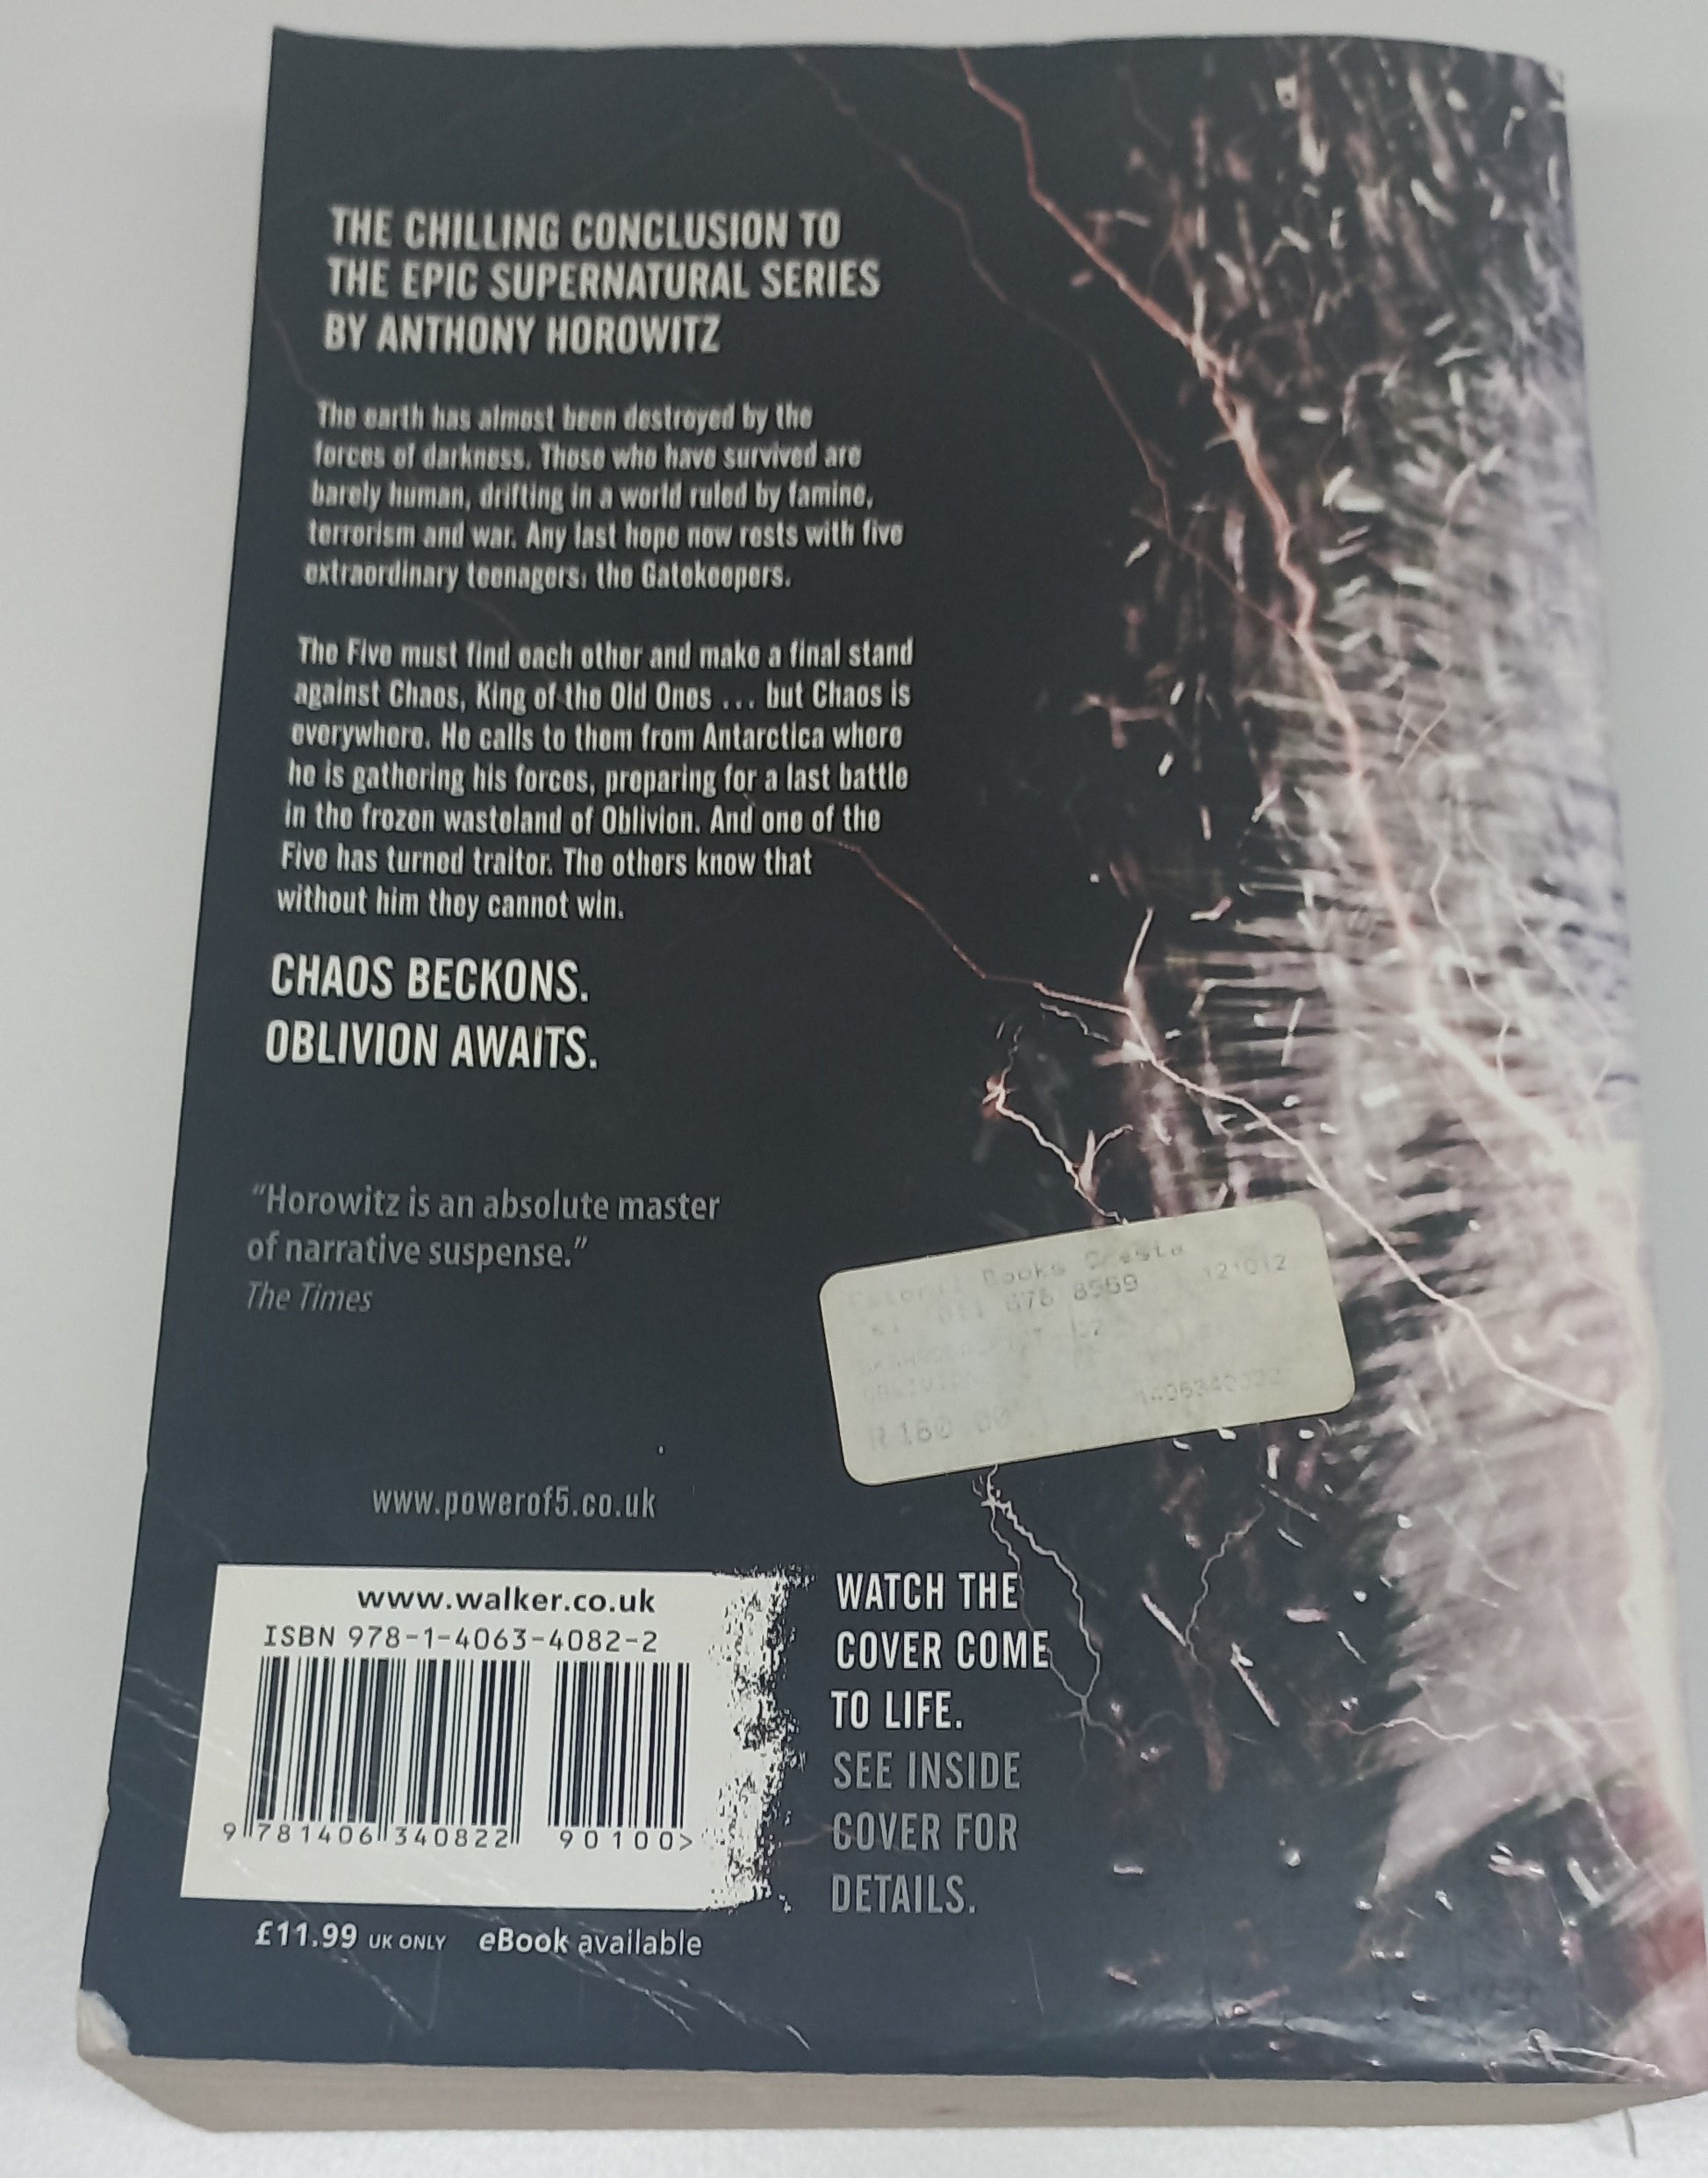 THE CHILLING CONCLUSION TO
THE EPIC SUPERNATURAL SERIES
BY ANTHONY HOROWITZ
The earth has almost been destroyed by the
forces of darkness. Those who have survived are
barely human, drifting in a world ruled by famine,
terrorism and war. Any last hope now rests with five
extraordinary teenagers: the Gatekeepers.
The Five must find each other and make a final stand
against Chaos, King of the Old Ones ... but Chaos is
everywhere. He calls to them from Antarctica where
he is gathering his forces, preparing for a last battle
in the frozen wasteland of Oblivion. And one of the
Five has turned traitor. The others know that
without him they cannot win.
CHAOS BECKONS.
OBLIVION AWAITS.
"Horowitz is an absolute master
of narrative suspense."
The Times
Books Cresta
8559 121012
R180 00
www.powerof5.co.uk
www.walker.co.uk
ISBN 978-1-4063-4082-2
9 781406 340822 90100>
WATCH THE
COVER COME
TO LIFE.
SEE INSIDE
COVER FOR
DETAILS.
£11.99 UK ONLY eBook available